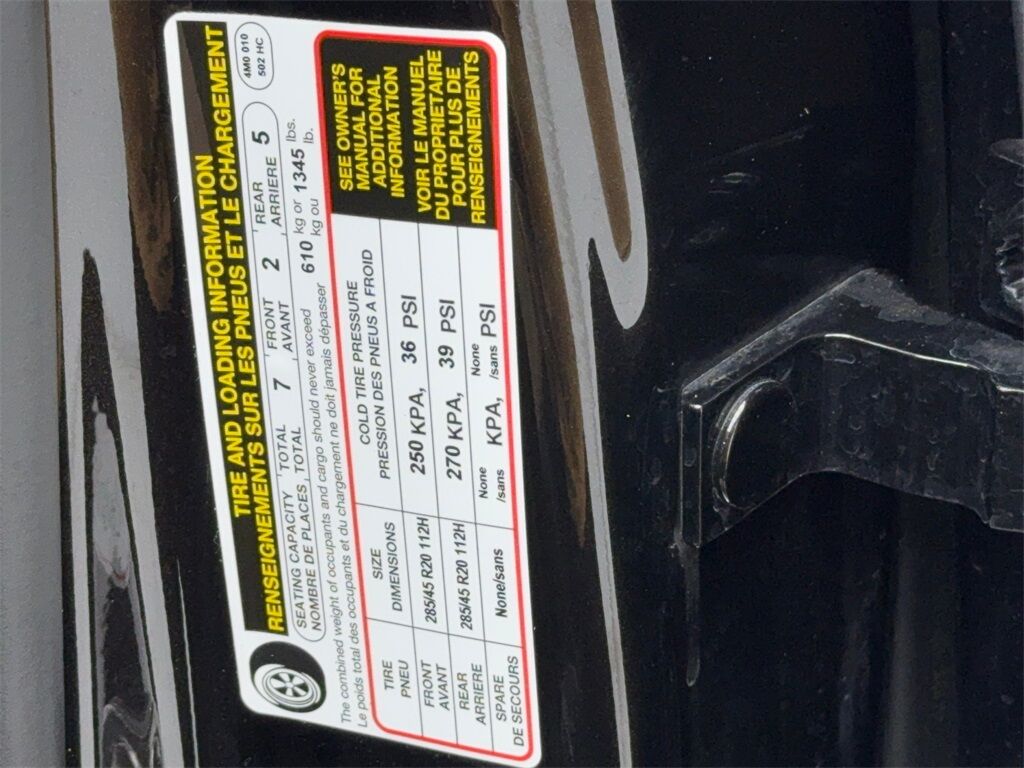 TIRE AND LOADING INFORMATION
RENSEIGNEMENTS SUR LES PNEUS ET LE CHARGEMENT
4M0 010
502 HC
SEATING CAPACITY TOTAL 7 FRONT 2 REAR 5
NOMBRE DE PLACES TOTAL AVANT ARRIERE
The combined weight of occupants and cargo should never exceed 610 kg or 1345 lbs.
Le poids total des occupants et du chargement ne doit jamais dépasser kg ou lb.
TIRE SIZE COLD TIRE PRESSURE
PNEU DIMENSIONS PRESSION DES PNEUS A FROID
FRONT 285/45 R20 112H 250 KPA, 36 PSI
AVANT
REAR 285/45 R20 112H 270 KPA, 39 PSI
ARRIERE
SPARE None/sans None KPA, None PSI
DE SECOURS /sans /sans
SEE OWNER'S
MANUAL FOR
ADDITIONAL
INFORMATION
VOIR LE MANUEL
DU PROPRIETAIRE
POUR PLUS DE
RENSEIGNEMENTS